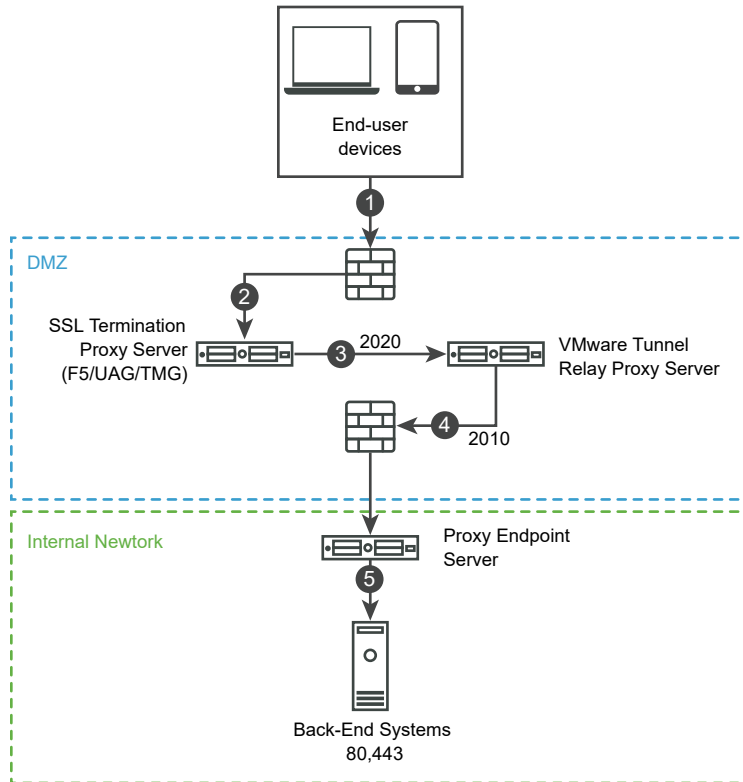 End-user
devices
1
DMZ
2
SSL Termination
Proxy Server
(F5/UAG/TMG)
3
2020
VMware Tunnel
Relay Proxy Server
4
2010
Internal Newtork
Proxy Endpoint
Server
5
Back-End Systems
80,443